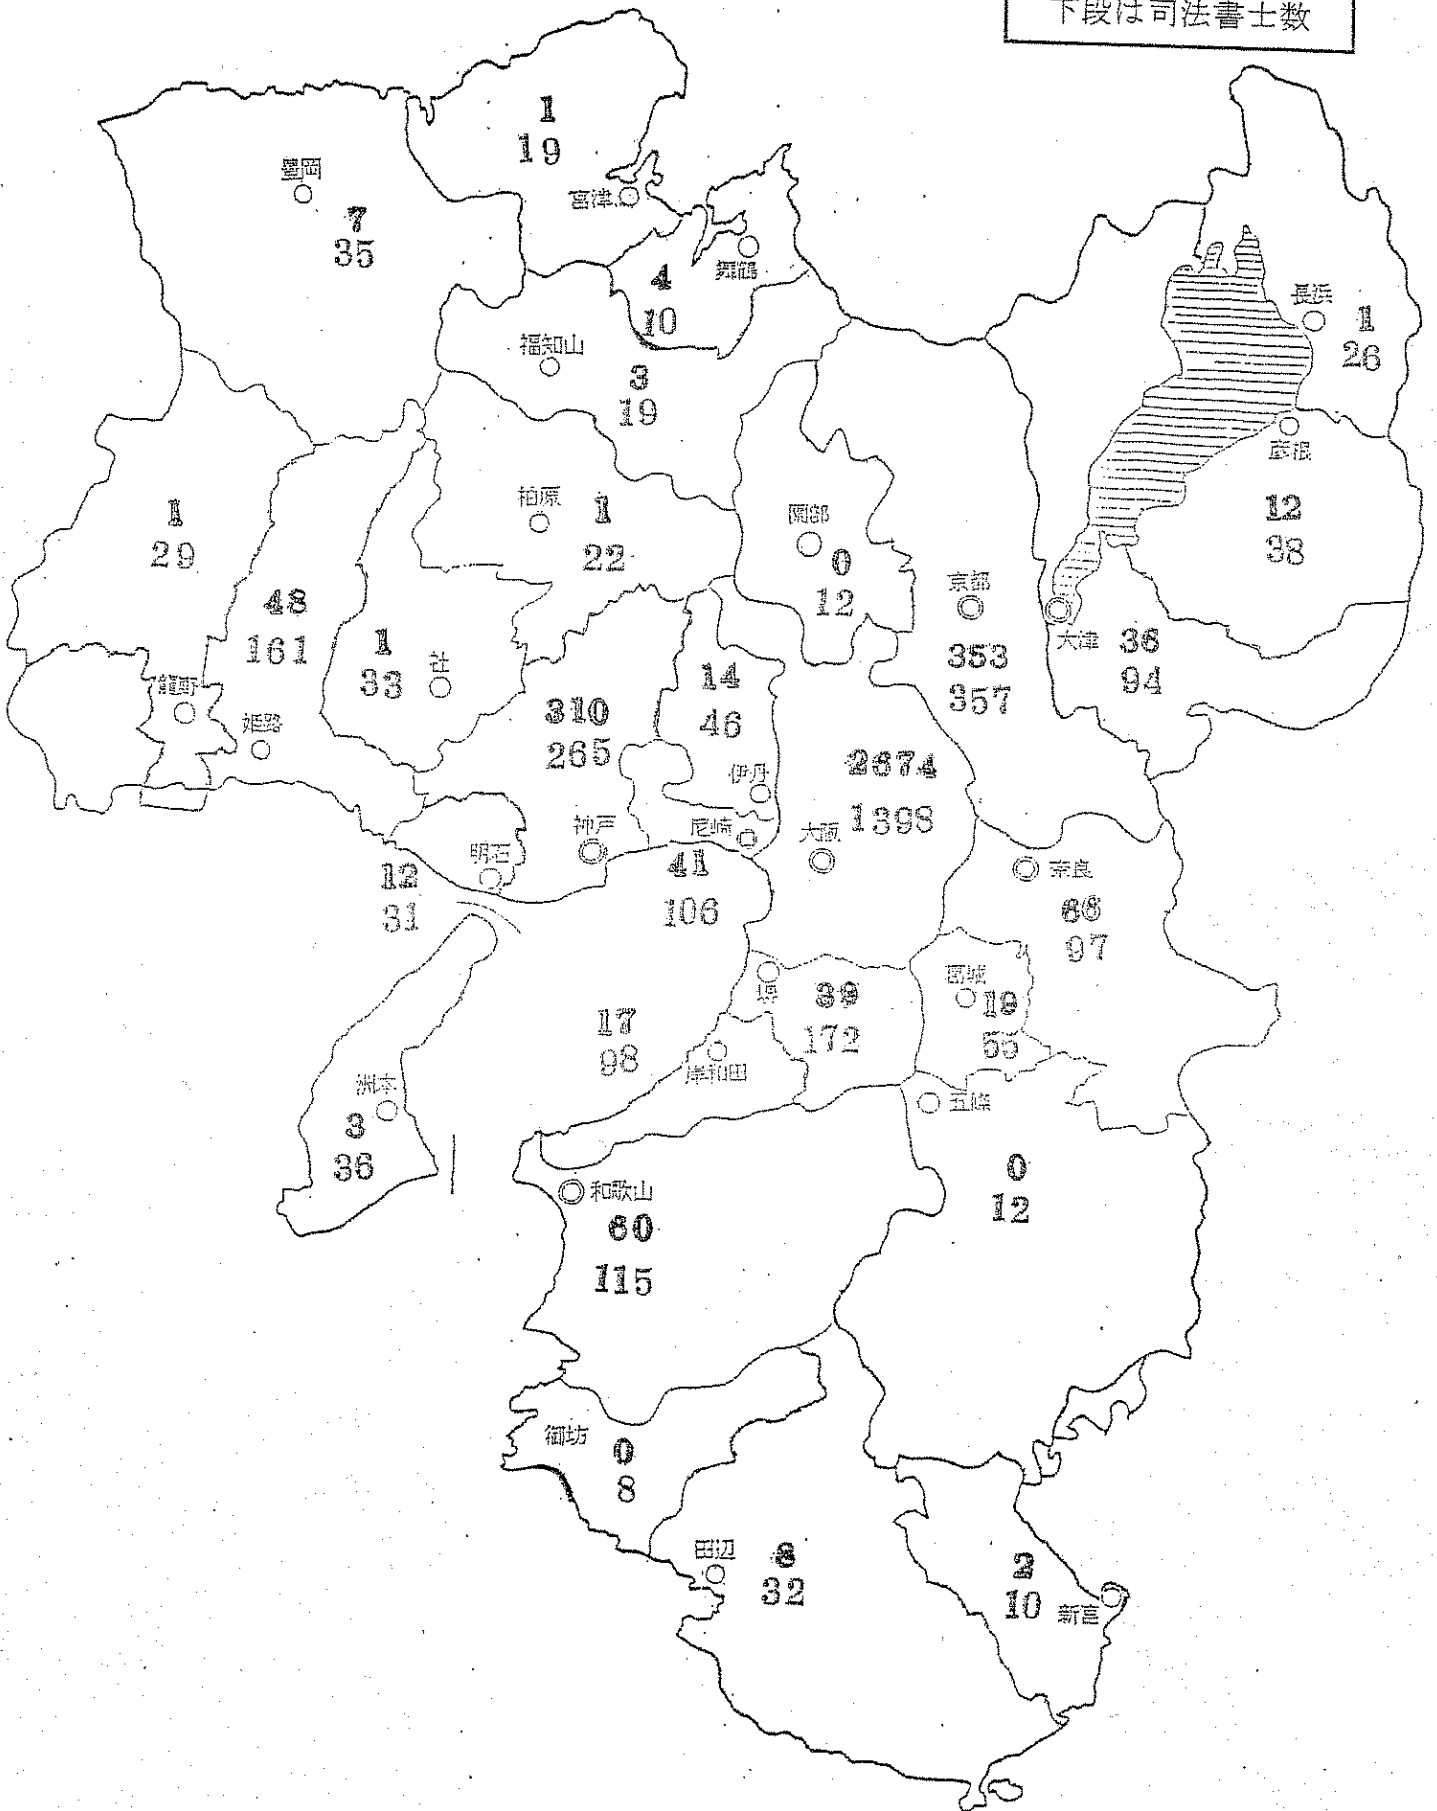 下段は司法書士数
1
19
豊岡
宮津
7
35
舞鶴
4
10
長浜
1
26
福知山
3
19
彦根
柏原
1
22
園部
0
12
12
38
1
29
京都
353
357
48
161
1
33
社
大津
36
94
龍野
姫路
310
265
14
46
伊丹
2674
1398
神戸
尼崎
大阪
明石
12
31
41
106
奈良
97
堺
39
172
19
55
17
98
岸和田
洲本
3
36
五條
0
12
和歌山
60
115
御坊
0
8
田辺
32
2
10
新宮